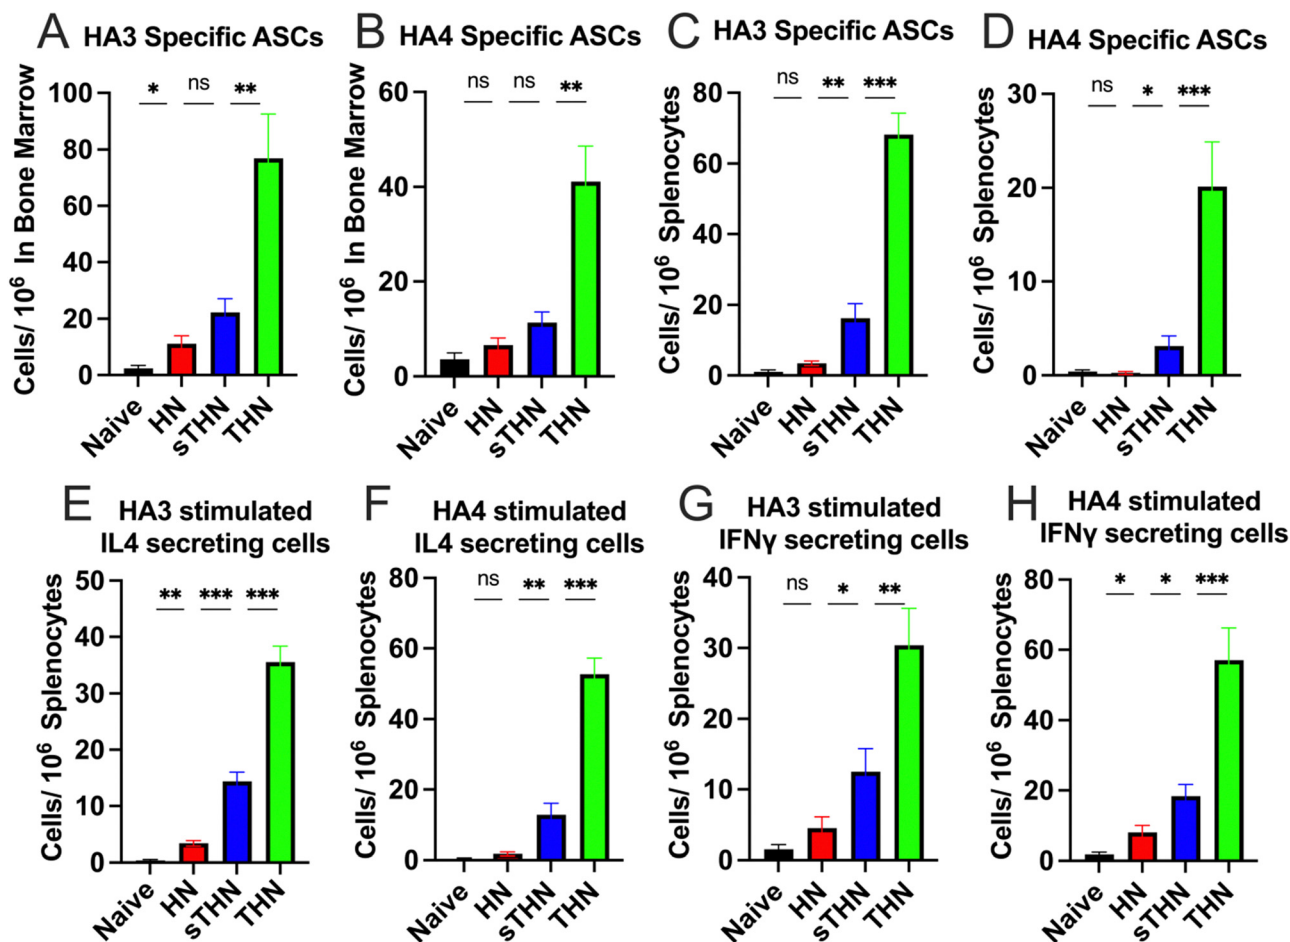 A HA3 Specific ASCs
* ns **
Cells/ 10⁶ In Bone Marrow
100
80
60
40
20
0
Naive HN sTHN THN
B HA4 Specific ASCs
ns ns **
Cells/ 10⁶ In Bone Marrow
60
40
20
0
Naive HN sTHN THN
C HA3 Specific ASCs
ns ** ***
Cells/ 10⁶ Splenocytes
80
60
40
20
0
Naive HN sTHN THN
D HA4 Specific ASCs
ns * ***
Cells/ 10⁶ Splenocytes
30
20
10
0
Naive HN sTHN THN
E HA3 stimulated
IL4 secreting cells
** *** ***
Cells/ 10⁶ Splenocytes
50
40
30
20
10
0
Naive HN sTHN THN
F HA4 stimulated
IL4 secreting cells
ns ** ***
Cells/ 10⁶ Splenocytes
80
60
40
20
0
Naive HN sTHN THN
G HA3 stimulated
IFNγ secreting cells
ns * **
Cells/ 10⁶ Splenocytes
40
30
20
10
0
Naive HN sTHN THN
H HA4 stimulated
IFNγ secreting cells
* * ***
Cells/ 10⁶ Splenocytes
80
60
40
20
0
Naive HN sTHN THN